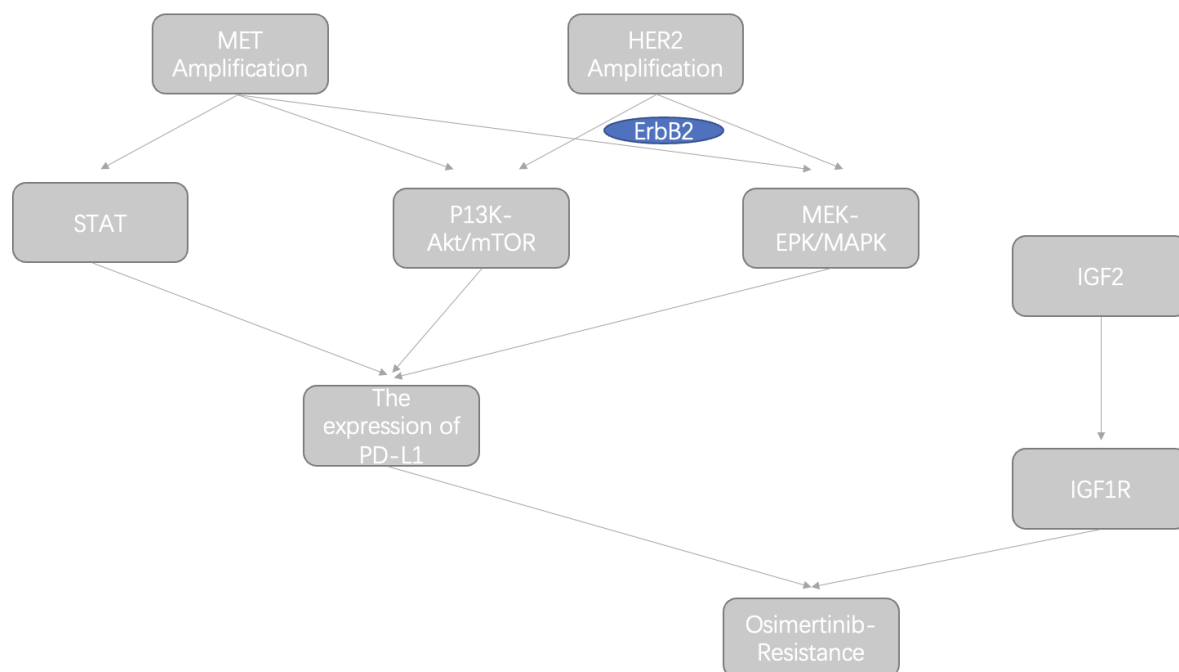 MET
Amplification
HER2
Amplification
ErbB2
STAT
P13K-
Akt/mTOR
MEK-
EPK/MAPK
IGF2
The
expression of
PD-L1
IGF1R
Osimertinib-
Resistance